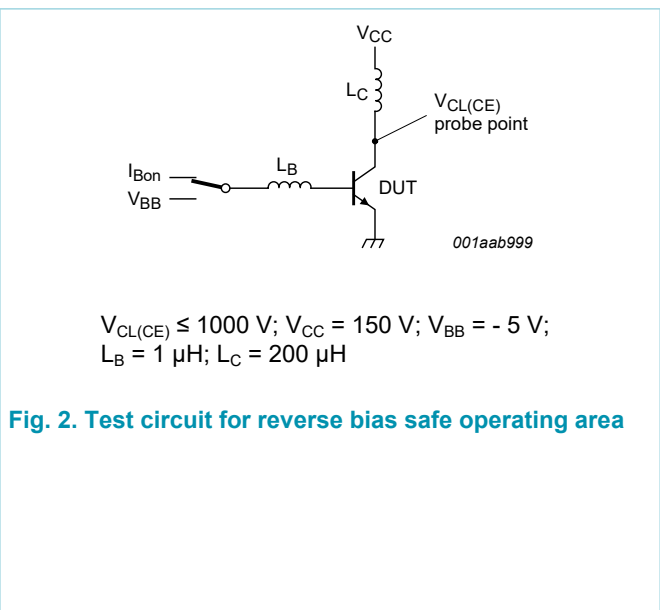 VCC
LC
VCL(CE)
probe point
IBon
LB
VBB
DUT
001aab999
VCL(CE) ≤ 1000 V; VCC = 150 V; VBB = - 5 V;
LB = 1 μH; LC = 200 μH
Fig. 2. Test circuit for reverse bias safe operating area